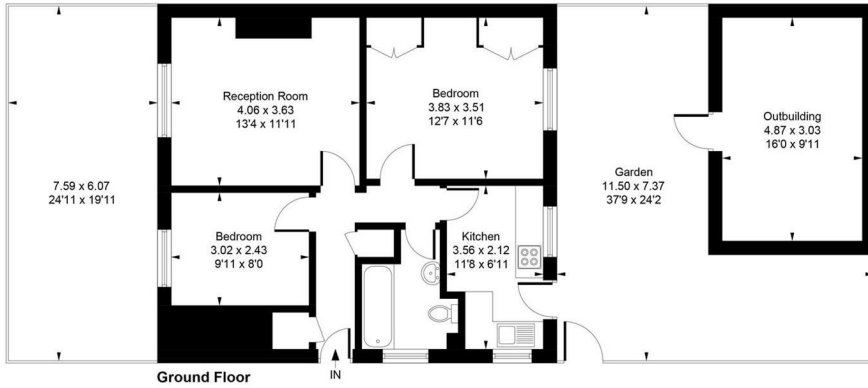 Reception Room
4.06 x 3.63
13'4 x 11'11
Bedroom
3.83 x 3.51
12'7 x 11'6
Outbuilding
4.87 x 3.03
16'0 x 9'11
7.59 x 6.07
24'11 x 19'11
Garden
11.50 x 7.37
37'9 x 24'2
Bedroom
3.02 x 2.43
9'11 x 8'0
Kitchen
3.56 x 2.12
11'8 x 6'11
IN
Ground Floor